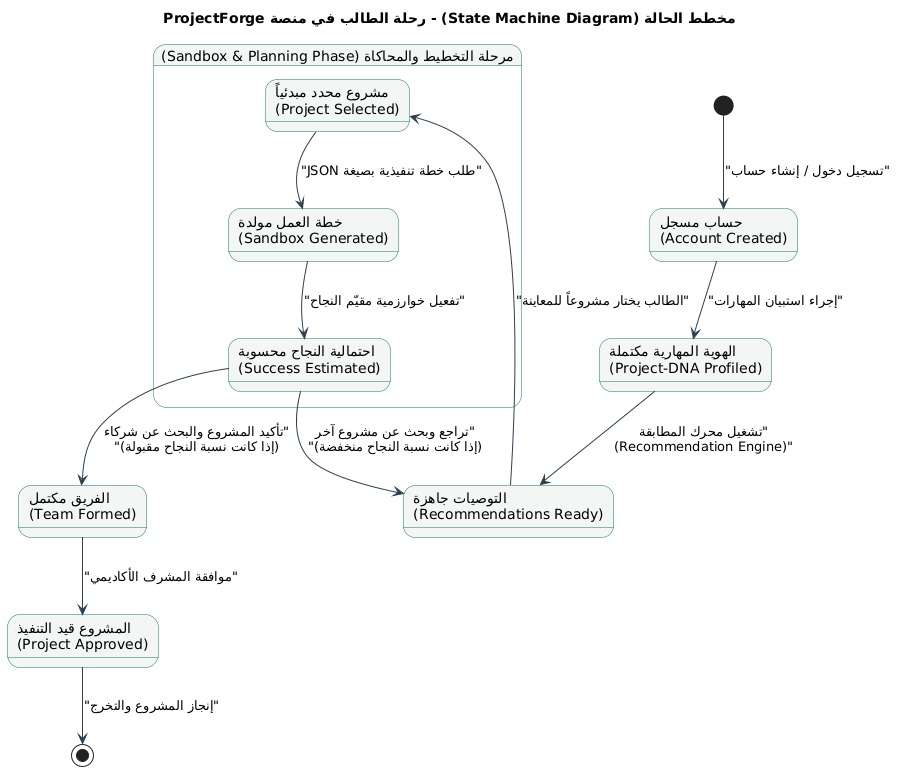 مخطط الحالة (State Machine Diagram) - رحلة الطالب في منصة ProjectForge
مرحلة التخطيط والمحاكاة (Sandbox & Planning Phase)
مشروع محدد مبدئياً
(Project Selected)
"طلب خطة تنفيذية بصيغة JSON"
"تسجيل دخول / إنشاء حساب"
خطة العمل مولدة
(Sandbox Generated)
حساب مسجل
(Account Created)
"تفعيل خوارزمية مقيّم النجاح"
"الطالب يختار مشروعاً للمعاينة"
"إجراء استبيان المهارات"
احتمالية النجاح محسوبة
(Success Estimated)
الهوية المهارية مكتملة
(Project-DNA Profiled)
"تأكيد المشروع والبحث عن شركاء
(إذا كانت نسبة النجاح مقبولة)"
"تراجع وبحث عن مشروع آخر
(إذا كانت نسبة النجاح منخفضة)"
"تشغيل محرك المطابقة
(Recommendation Engine)"
الفريق مكتمل
(Team Formed)
التوصيات جاهزة
(Recommendations Ready)
"موافقة المشرف الأكاديمي"
المشروع قيد التنفيذ
(Project Approved)
"إنجاز المشروع والتخرج"